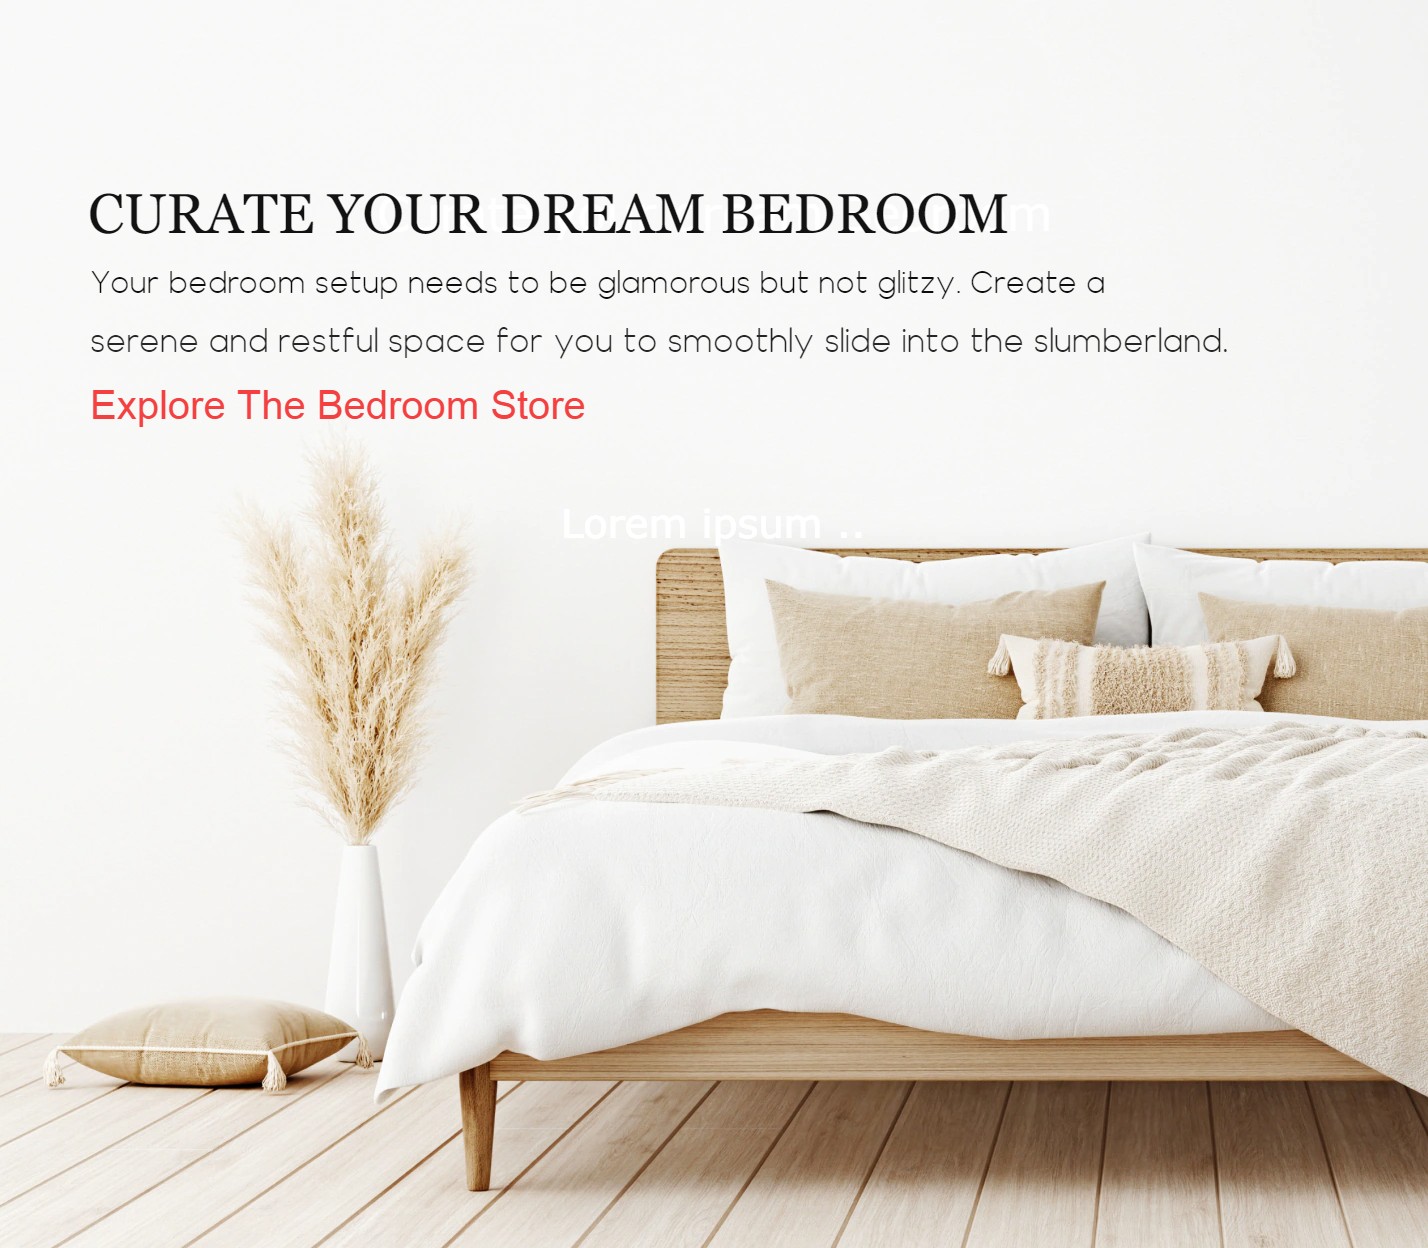 CURATE YOUR DREAM BEDROOM
Your bedroom setup needs to be glamorous but not glitzy. Create a
serene and restful space for you to smoothly slide into the slumberland.
Explore The Bedroom Store
Lorem ipsum ..